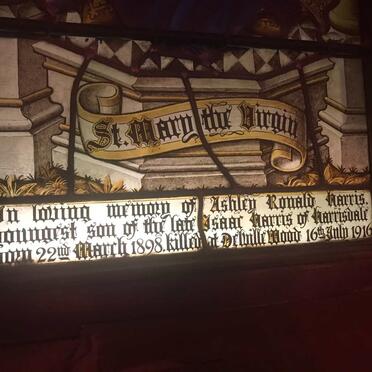 St. Mary the Virgin
In loving memory of Ashley Ronald Harris.
youngest son of the late Isaac Harris of Harrisdale
born 22nd March 1898, killed at Delville Wood 16th July 1916